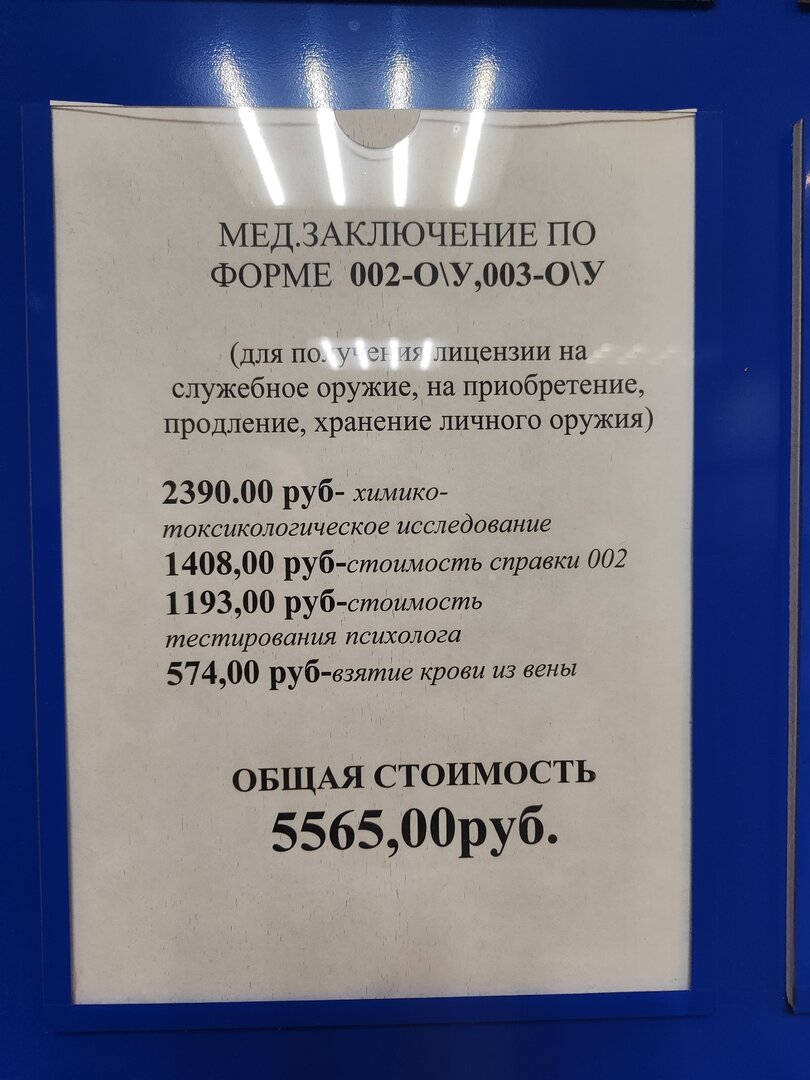 МЕД.ЗАКЛЮЧЕНИЕ ПО
ФОРМЕ 002-О\У,003-О\У
(для получения лицензии на
служебное оружие, на приобретение,
продление, хранение личного оружия)
2390.00 руб- химико-
токсикологическое исследование
1408,00 руб-стоимость справки 002
1193,00 руб-стоимость
тестирования психолога
574,00 руб-взятие крови из вены
ОБЩАЯ СТОИМОСТЬ
5565,00руб.